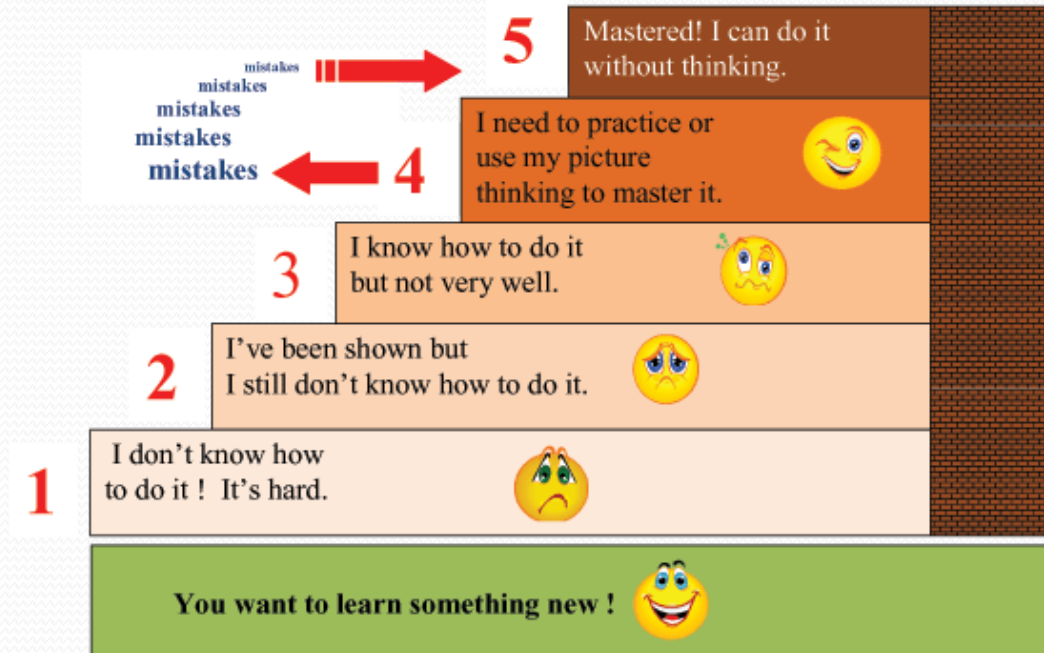 5
Mastered! I can do it
without thinking.
mistakes
mistakes
mistakes
mistakes
mistakes
4
I need to practice or
use my picture
thinking to master it.
3
I know how to do it
but not very well.
2
I've been shown but
I still don't know how to do it.
1
I don't know how
to do it ! It's hard.
You want to learn something new !